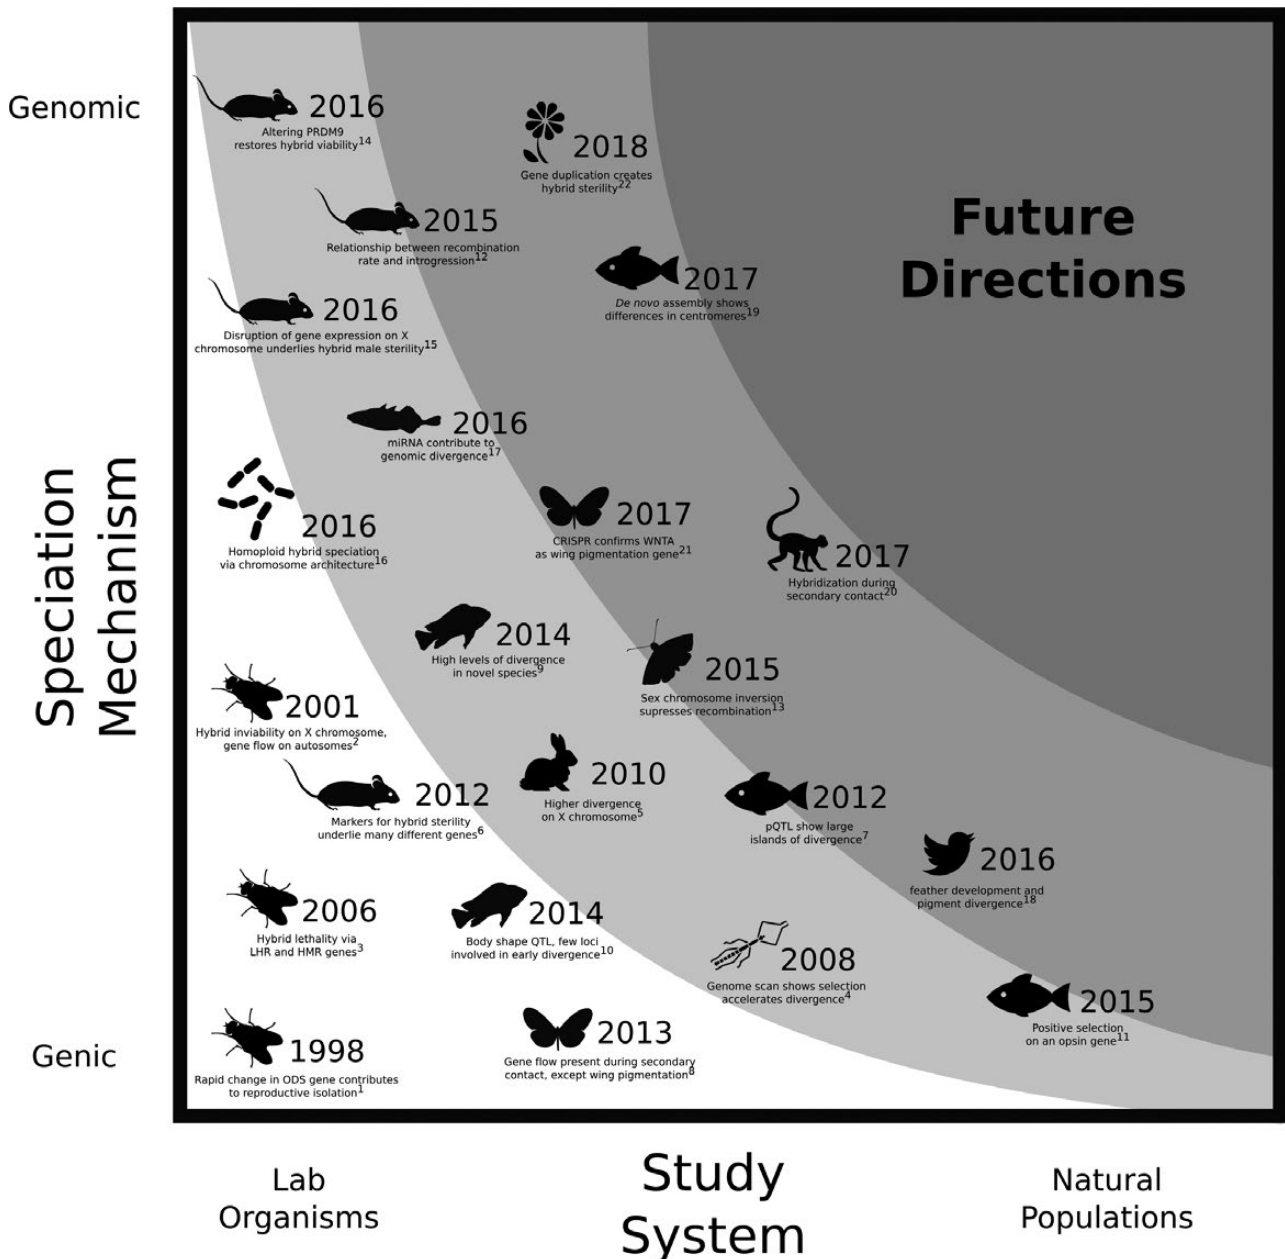 Genomic
2016
Altering PRDM9
restores hybrid viability14
2018
Gene duplication creates
hybrid sterility22
2015
Relationship between recombination
rate and introgression12
Future
Directions
2017
De novo assembly shows
differences in centromeres19
2016
Disruption of gene expression on X
chromosome underlies hybrid male sterility15
2016
miRNA contribute to
genomic divergence17
Speciation
Mechanism
2016
Homoploid hybrid speciation
via chromosome architecture16
2017
CRISPR confirms WNTA
as wing pigmentation gene21
2017
Hybridization during
secondary contact20
2014
High levels of divergence
in novel species9
2015
Sex chromosome inversion
supresses recombination13
2001
Hybrid inviability on X chromosome,
gene flow on autosomes2
2012
Markers for hybrid sterility
underlie many different genes6
2010
Higher divergence
on X chromosome5
2012
pQTL show large
islands of divergence7
2016
feather development and
pigment divergence18
2006
Hybrid lethality via
LHR and HMR genes3
2014
Body shape QTL, few loci
involved in early divergence10
2008
Genome scan shows selection
accelerates divergence4
2015
Positive selection
on an opsin gene11
Genic
1998
Rapid change in ODS gene contributes
to reproductive isolation1
2013
Gene flow present during secondary
contact, except wing pigmentation8
Lab
Organisms
Study
System
Natural
Populations